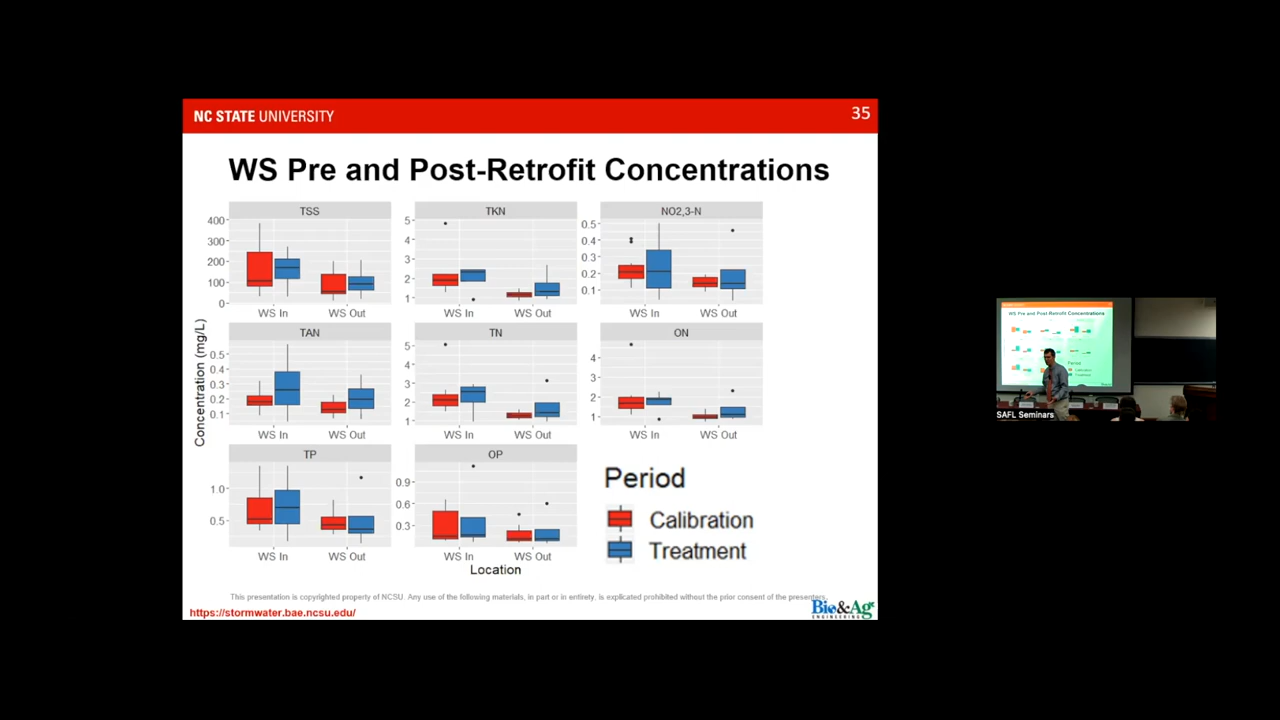 NC STATE UNIVERSITY
35
WS Pre and Post-Retrofit Concentrations
TSS
TKN
NO2,3-N
400
300
200
100
0
5
4
3
2
1
0.5
0.4
0.3
0.2
0.1
WS In
WS Out
WS In
WS Out
WS In
WS Out
TAN
TN
ON
0.5
0.4
0.3
0.2
0.1
5
4
3
2
1
4
3
2
1
WS In
WS Out
WS In
WS Out
WS In
WS Out
Concentration (mg/L)
TP
OP
1.0
0.5
0.9
0.6
0.3
WS In
WS Out
WS In
WS Out
Location
Period
Calibration
Treatment
This presentation is copyrighted property of NCSU. Any use of the following materials, in part or in entirety, is explicated prohibited without the prior consent of the presenters.
https://stormwater.bae.ncsu.edu/
Bio&Ag
ENGINEERING
WS Pre and Post Retrofit Concentrations
SAFL Seminars